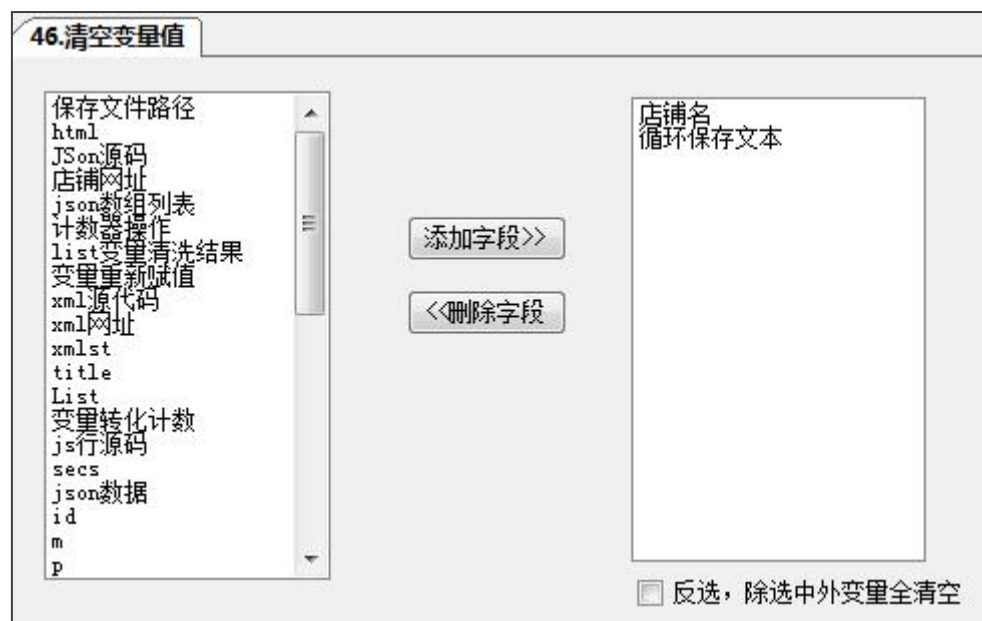 46.清空变量值
保存文件路径
html
JSon源码
店铺网址
json数组列表
计数器操作
list变量清洗结果
变量重新赋值
xml源代码
xml网址
xmlst
title
List
变量转化计数
js行源码
secs
json数据
id
m
p
添加字段>>
<<删除字段
店铺名
循环保存文本
反选，除选中外变量全清空